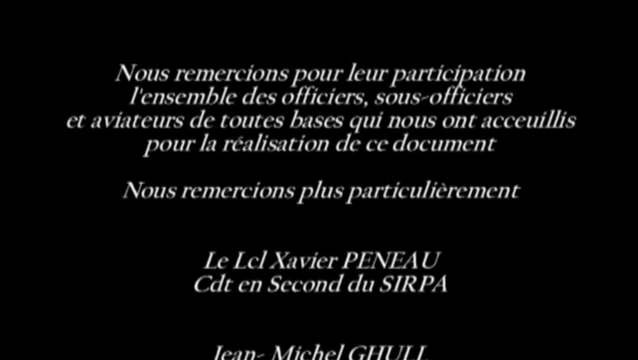 Nous remercions pour leur participation
l'ensemble des officiers, sous-officiers
et aviateurs de toutes bases qui nous ont acceuillis
pour la réalisation de ce document
Nous remercions plus particulièrement
Le Lcl Xavier PENEAU
Cdt en Second du SIRPA
Jean- Michel